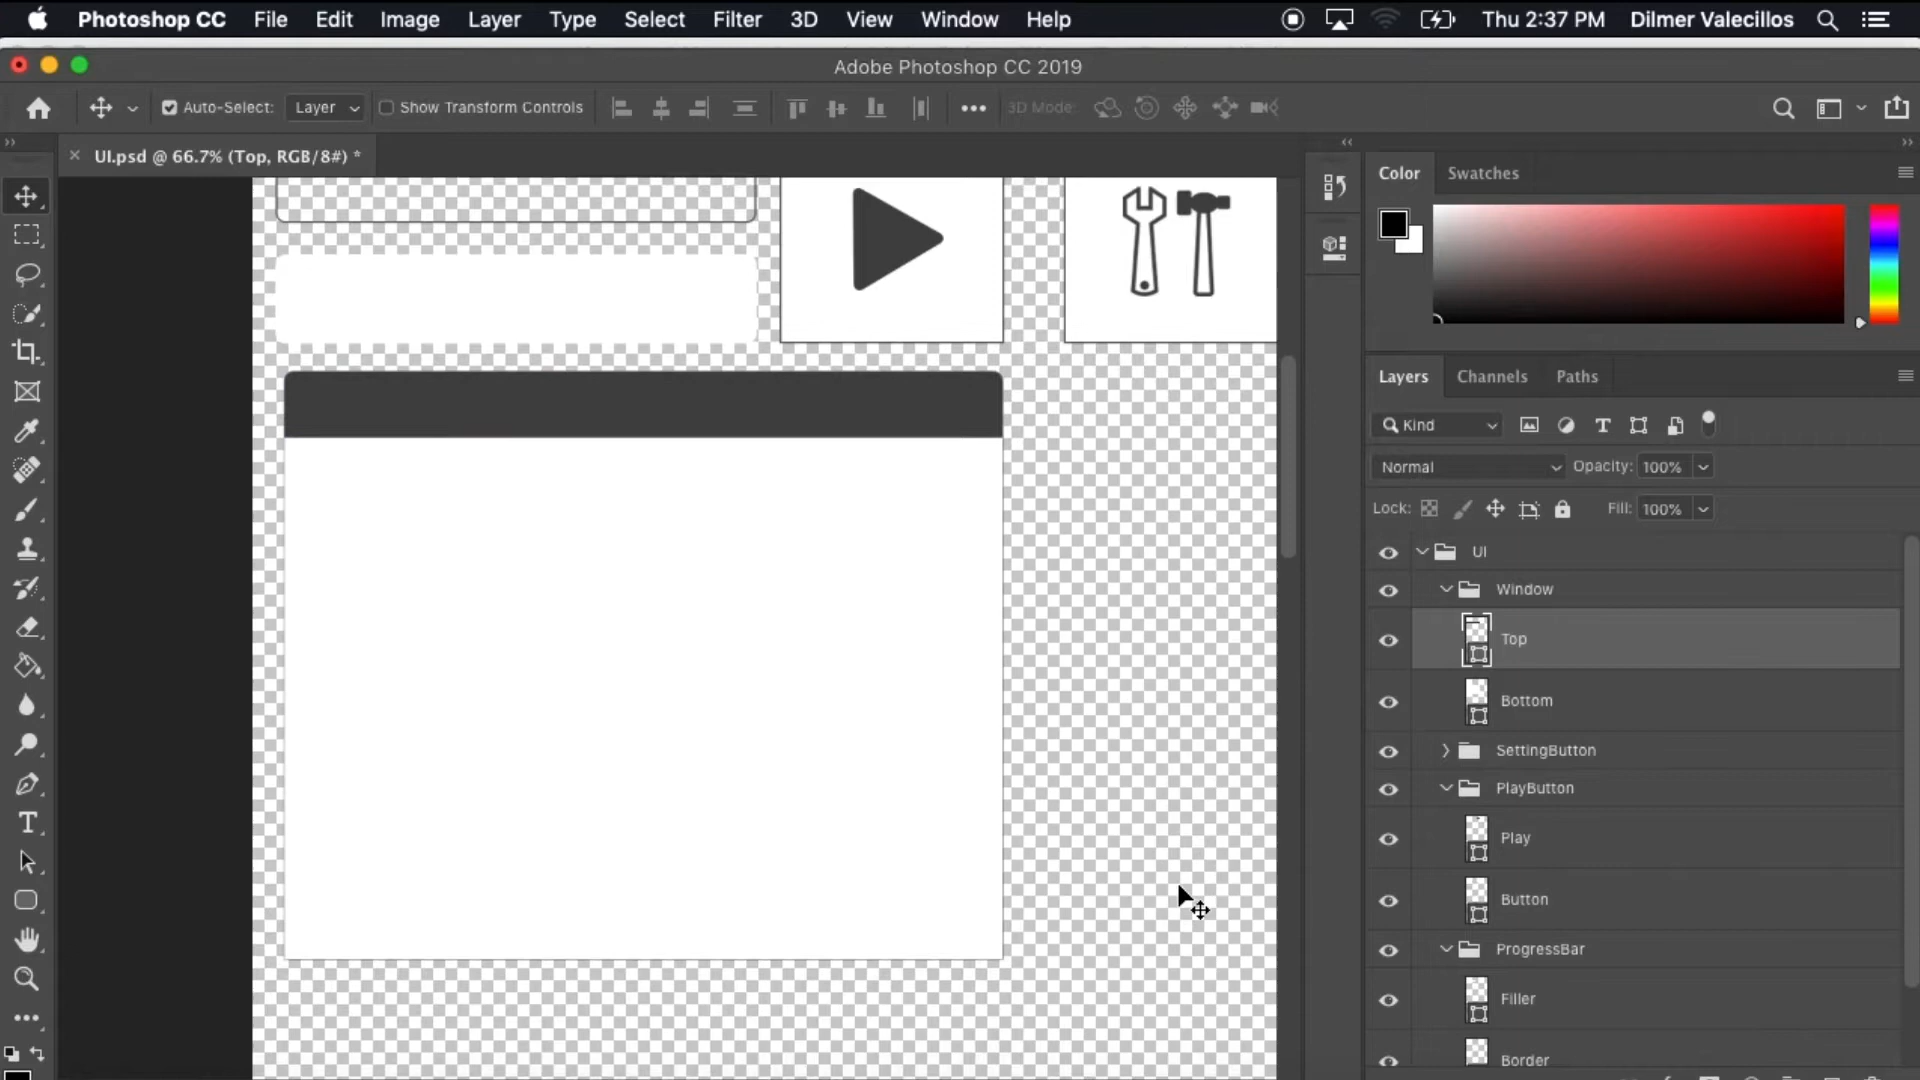 Photoshop CC File Edit Image Layer Type Select Filter 3D View Window Help Thu 2:37 PM Dilmer Valecillos
Adobe Photoshop CC 2019
Auto-Select: Layer Show Transform Controls 3D Mode:
UI.psd @ 66.7% (Top, RGB/8#) *
Color Swatches
Layers Channels Paths
Kind
Normal Opacity: 100%
Lock: Fill: 100%
UI
Window
Top
Bottom
SettingButton
PlayButton
Play
Button
ProgressBar
Filler
Border